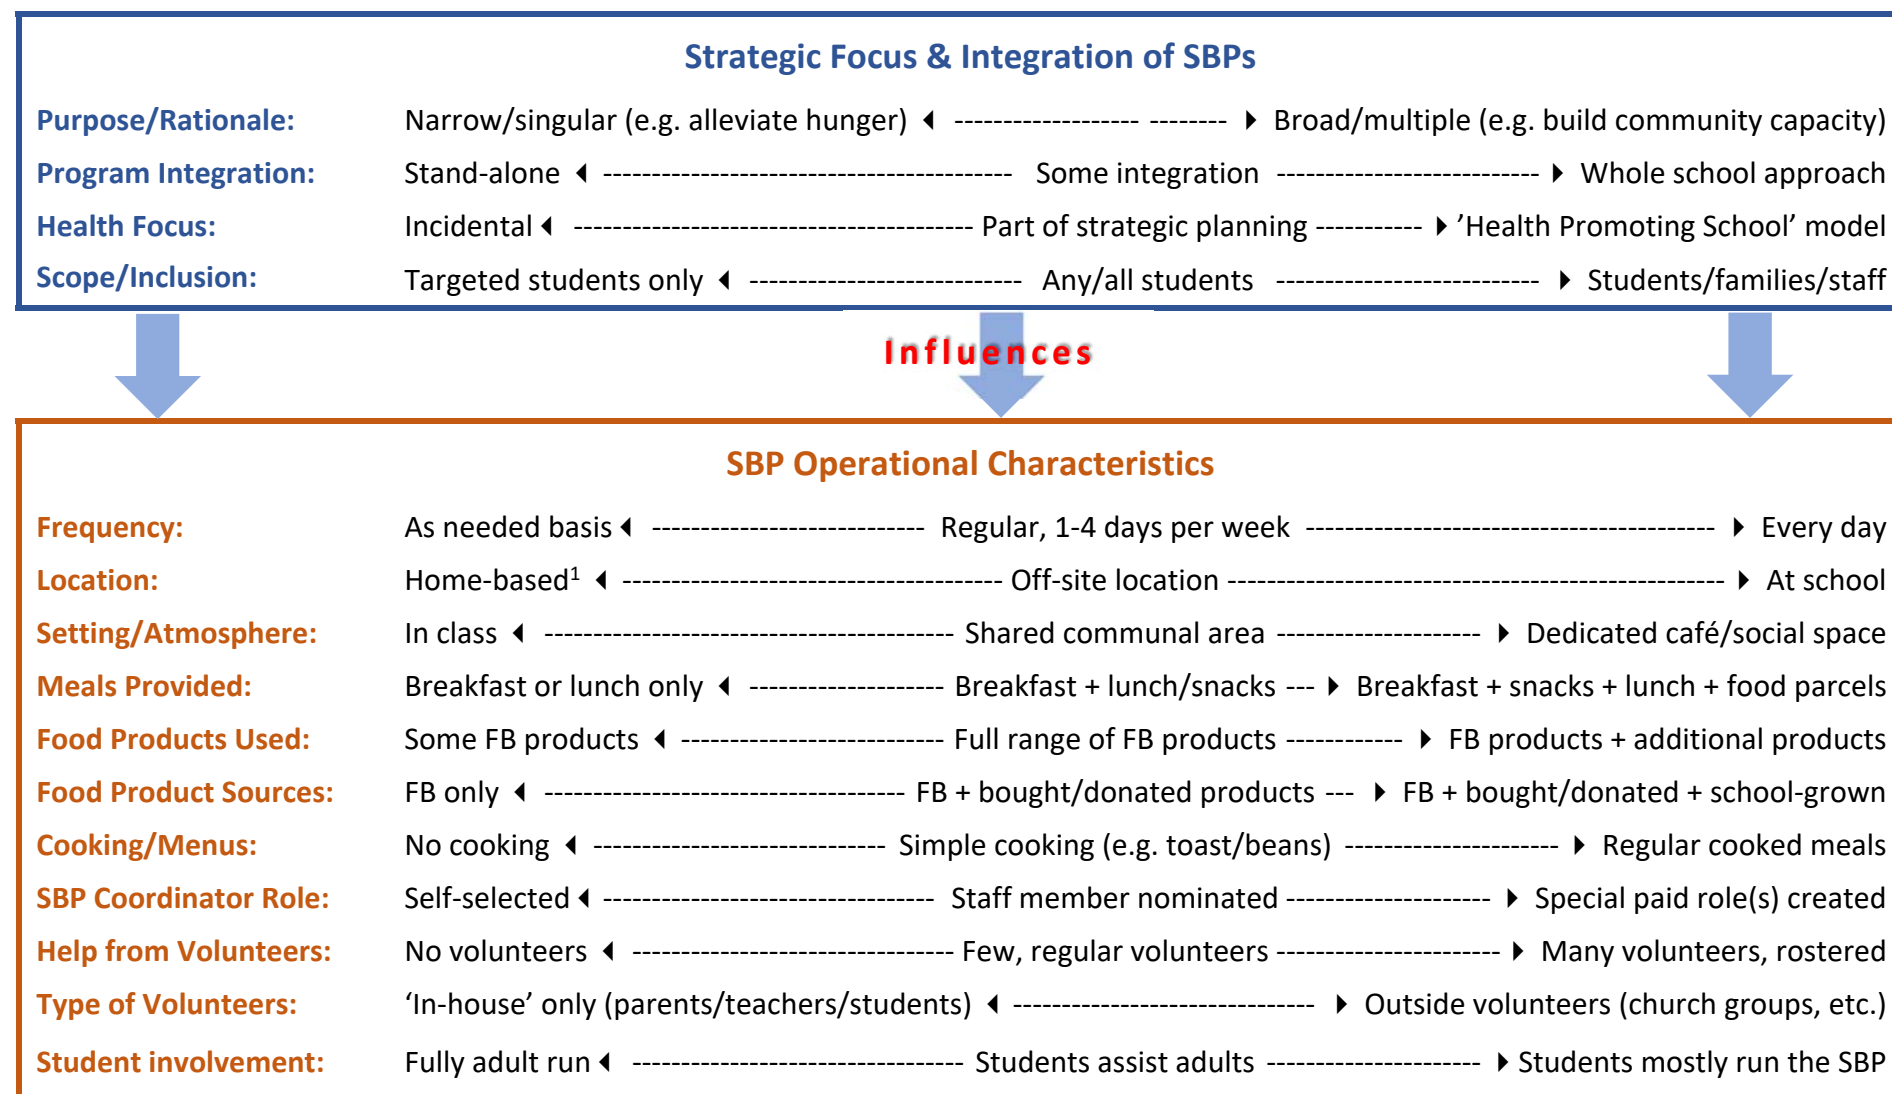 Strategic Focus & Integration of SBPs
Purpose/Rationale: Narrow/singular (e.g. alleviate hunger) ◀ ------------------- -------- ▶ Broad/multiple (e.g. build community capacity)
Program Integration: Stand-alone ◀ ------------------------------------------ Some integration --------------------------- ▶ Whole school approach
Health Focus: Incidental ◀ ----------------------------------------- Part of strategic planning ----------- ▶ ’Health Promoting School’ model
Scope/Inclusion: Targeted students only ◀ ---------------------------- Any/all students --------------------------- ▶ Students/families/staff
Influences
SBP Operational Characteristics
Frequency: As needed basis ◀ ---------------------------- Regular, 1-4 days per week ------------------------------------------ ▶ Every day
Location: Home-based¹ ◀ --------------------------------------- Off-site location --------------------------------------------------- ▶ At school
Setting/Atmosphere: In class ◀ ------------------------------------------ Shared communal area --------------------- ▶ Dedicated café/social space
Meals Provided: Breakfast or lunch only ◀ -------------------- Breakfast + lunch/snacks --- ▶ Breakfast + snacks + lunch + food parcels
Food Products Used: Some FB products ◀ --------------------------- Full range of FB products ------------ ▶ FB products + additional products
Food Product Sources: FB only ◀ ------------------------------------- FB + bought/donated products --- ▶ FB + bought/donated + school-grown
Cooking/Menus: No cooking ◀ ------------------------------ Simple cooking (e.g. toast/beans) ---------------------- ▶ Regular cooked meals
SBP Coordinator Role: Self-selected ◀ ---------------------------------- Staff member nominated --------------------- ▶ Special paid role(s) created
Help from Volunteers: No volunteers ◀ --------------------------------- Few, regular volunteers ----------------------- ▶ Many volunteers, rostered
Type of Volunteers: ‘In-house’ only (parents/teachers/students) ◀ ------------------------------- ▶ Outside volunteers (church groups, etc.)
Student involvement: Fully adult run ◀ ---------------------------------- Students assist adults ---------------------- ▶ Students mostly run the SBP